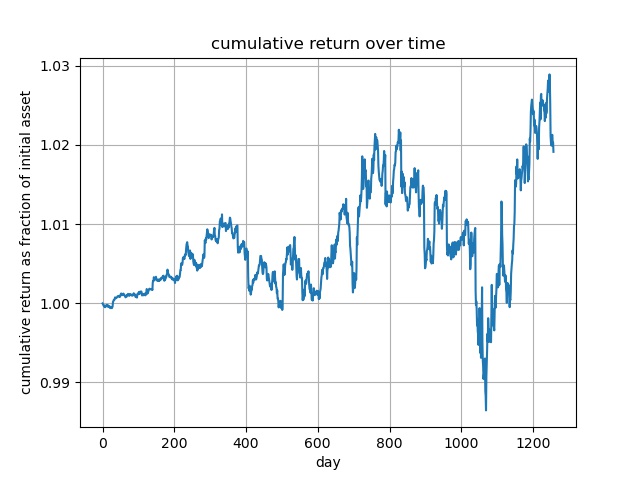 cumulative return over time
cumulative return as fraction of initial asset
1.03
1.02
1.01
1.00
0.99
0 200 400 600 800 1000 1200
day